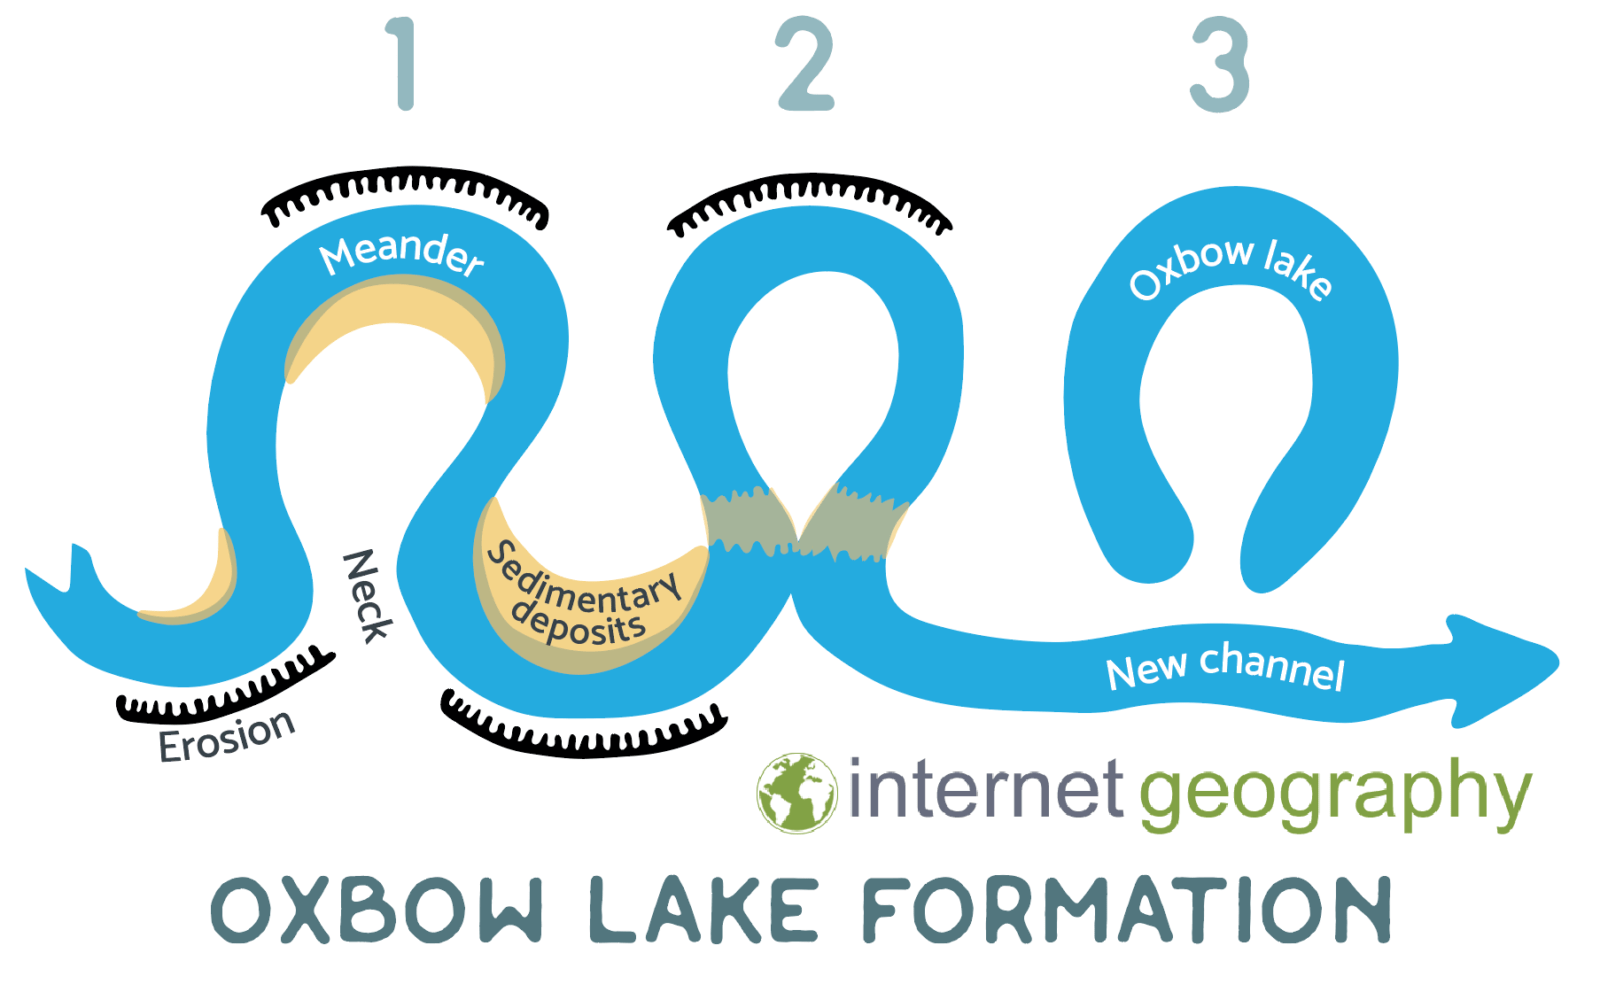 1 2 3
Meander
Oxbow lake
Neck
Sedimentary
deposits
New channel
Erosion
internet geography
OXBOW LAKE FORMATION